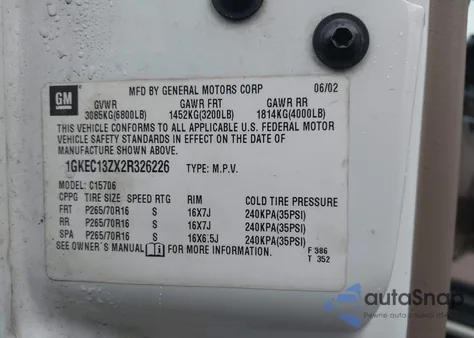 GM
MFD BY GENERAL MOTORS CORP 06/02
GVWR GAWR FRT GAWR RR
3085KG(6800LB) 1452KG(3200LB) 1814KG(4000LB)
THIS VEHICLE CONFORMS TO ALL APPLICABLE U.S. FEDERAL MOTOR
VEHICLE SAFETY STANDARDS IN EFFECT ON THE DATE OF
MANUFACTURE SHOWN ABOVE.
1GKEC13ZX2R326226 TYPE: M.P.V.
MODEL: C15706
CPPG TIRE SIZE SPEED RTG RIM COLD TIRE PRESSURE
FRT P265/70R16 S 16X7J 240KPA(35PSI)
RR P265/70R16 S 16X7J 240KPA(35PSI)
SPA P265/70R16 S 16X6.5J 240KPA(35PSI)
SEE OWNER'S MANUAL FOR MORE INFORMATION. F 386
T 352
autoSnap
Pewne auta z pewnych aukcji